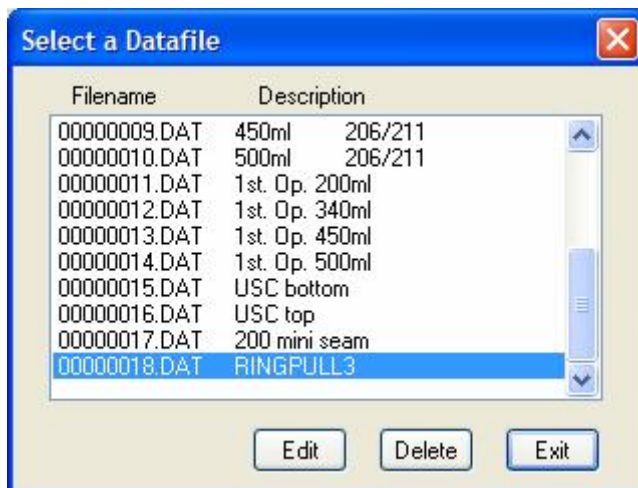 Select a Datafile
Filename Description
00000009.DAT 450ml 206/211
00000010.DAT 500ml 206/211
00000011.DAT 1st. Op. 200ml
00000012.DAT 1st. Op. 340ml
00000013.DAT 1st. Op. 450ml
00000014.DAT 1st. Op. 500ml
00000015.DAT USC bottom
00000016.DAT USC top
00000017.DAT 200 mini seam
00000018.DAT RINGPULL3
Edit Delete Exit